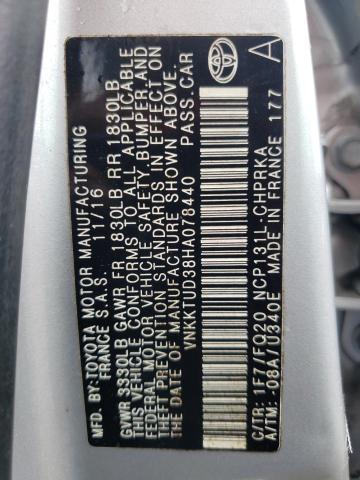 MFD. BY: TOYOTA MOTOR MANUFACTURING
FRANCE S.A.S. 11/16
GVWR 3330LB GAWR FR 1830LB RR 1830LB
THIS VEHICLE CONFORMS TO ALL APPLICABLE
FEDERAL MOTOR VEHICLE SAFETY, BUMPER, AND
THEFT PREVENTION STANDARDS IN EFFECT ON
THE DATE OF MANUFACTURE SHOWN ABOVE.
VNKKTUD38HA078440 PASS.CAR
C/TR: 1F7/FQ20 NCP131L-CHPRKA
A/TM: -08A/U340E MADE IN FRANCE 177
A